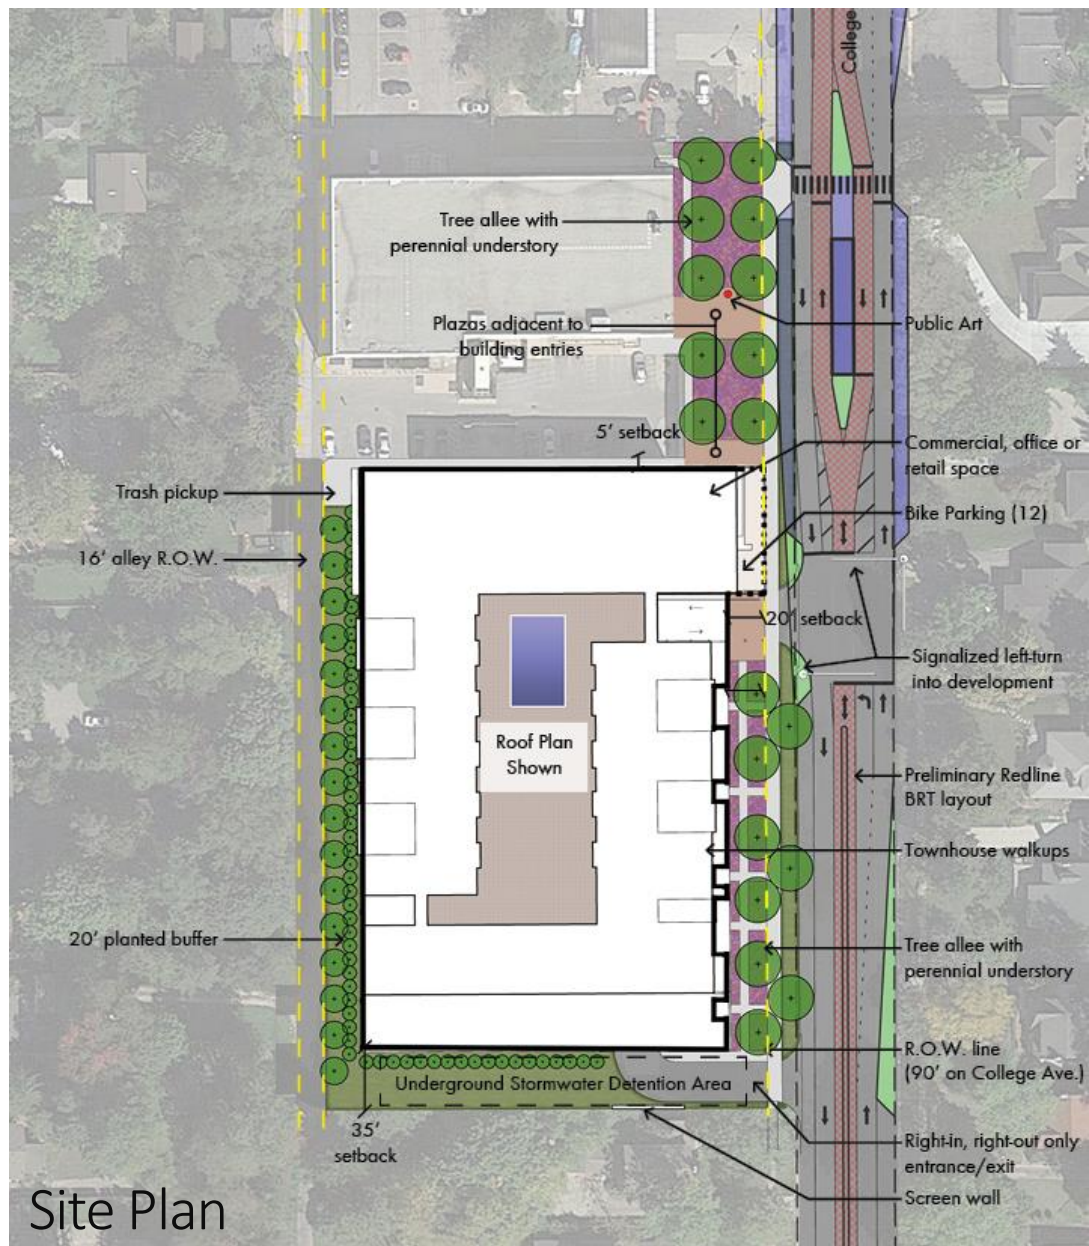 College
Tree allee with
perennial understory
Plazas adjacent to
building entries
Public Art
5' setback
Commercial, office or
retail space
Trash pickup
Bike Parking (12)
16' alley R.O.W.
20' setback
Signalized left-turn
into development
Roof Plan
Shown
Preliminary Redline
BRT layout
Townhouse walkups
20' planted buffer
Tree allee with
perennial understory
R.O.W. line
(90' on College Ave.)
Underground Stormwater Detention Area
35'
setback
Right-in, right-out only
entrance/exit
Screen wall
Site Plan